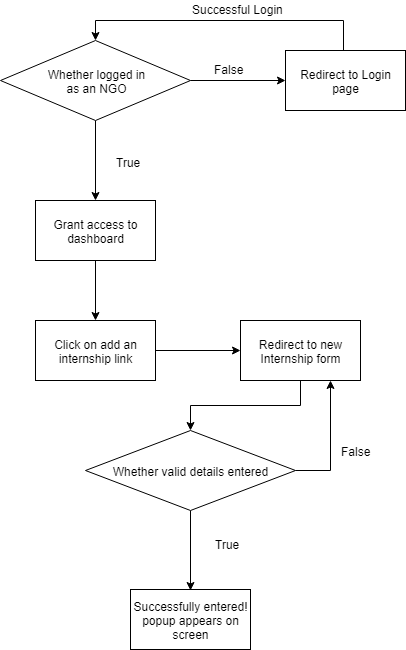 Successful Login
Whether logged in
as an NGO
False
Redirect to Login
page
True
Grant access to
dashboard
Click on add an
internship link
Redirect to new
Internship form
Whether valid details entered
False
True
Successfully entered!
popup appears on
screen